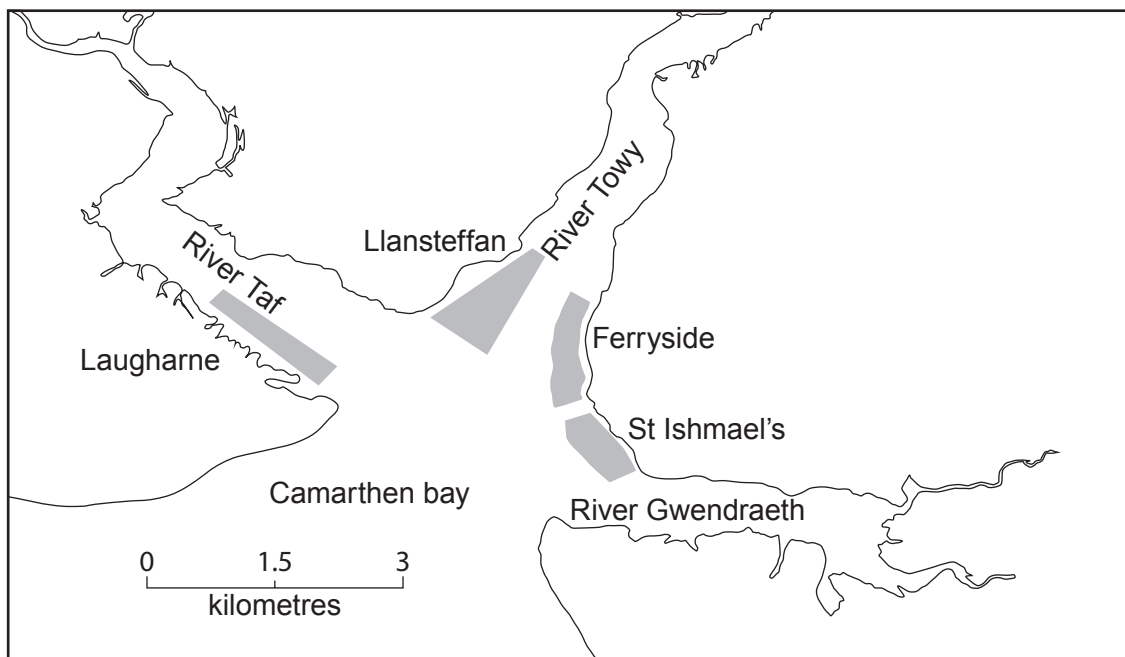 River Towy
Llansteffan
River Taf
Ferryside
Laugharne
St Ishmael's
Camarthen bay
River Gwendraeth
0 1.5 3
kilometres